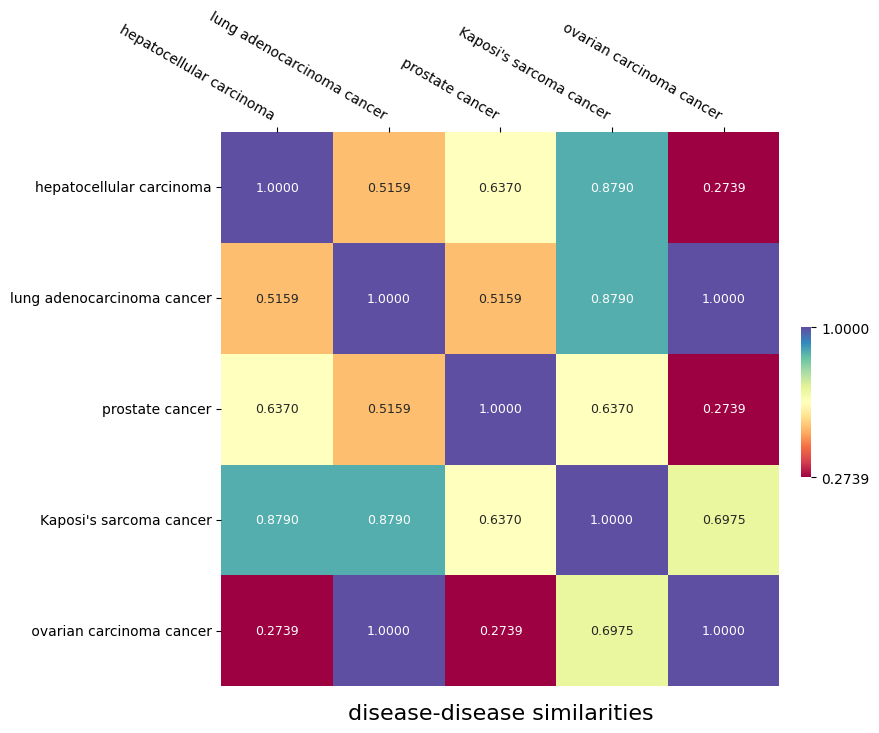 hepatocellular carcinoma
lung adenocarcinoma cancer
prostate cancer
Kaposi's sarcoma cancer
ovarian carcinoma cancer
hepatocellular carcinoma 1.0000 0.5159 0.6370 0.8790 0.2739
lung adenocarcinoma cancer 0.5159 1.0000 0.5159 0.8790 1.0000
prostate cancer 0.6370 0.5159 1.0000 0.6370 0.2739
Kaposi's sarcoma cancer 0.8790 0.8790 0.6370 1.0000 0.6975
ovarian carcinoma cancer 0.2739 1.0000 0.2739 0.6975 1.0000
1.0000
0.2739
disease-disease similarities